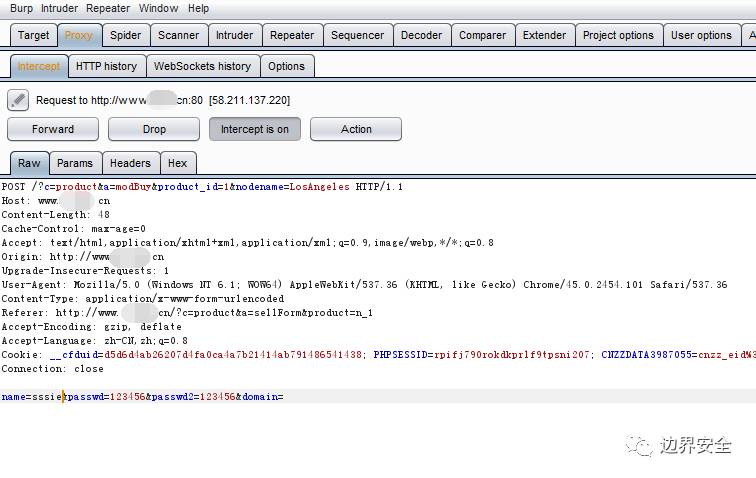 Burp Intruder Repeater Window Help
Target Proxy Spider Scanner Intruder Repeater Sequencer Decoder Comparer Extender Project options User options A
Intercept HTTP history WebSockets history Options
Request to http://www cn:80 [58.211.137.220]
Forward Drop Intercept is on Action
Raw Params Headers Hex
POST /?c=product&a=modBuy&product_id=1&nodename=LosAngeles HTTP/1.1
Host: www. cn
Content-Length: 48
Cache-Control: max-age=0
Accept: text/html,application/xhtml+xml,application/xml;q=0.9,image/webp,*/*;q=0.8
Origin: http://www cn
Upgrade-Insecure-Requests: 1
User-Agent: Mozilla/5.0 (Windows NT 6.1; WOW64) AppleWebKit/537.36 (KHTML, like Gecko) Chrome/45.0.2454.101 Safari/537.36
Content-Type: application/x-www-form-urlencoded
Referer: http://www. cn/?c=product&a=sellForm&product=n_1
Accept-Encoding: gzip, deflate
Accept-Language: zh-CN,zh;q=0.8
Cookie: __cfduid=d5d6d4ab26207d4fa0ca4a7b21414ab791486541438; PHPSESSID=rpifj790rokdkprlf9tpsni207; CNZZDATA3987055=cnzz_eid%3
Connection: close
name=sssie&passwd=123456&passwd2=123456&domain=
边界安全